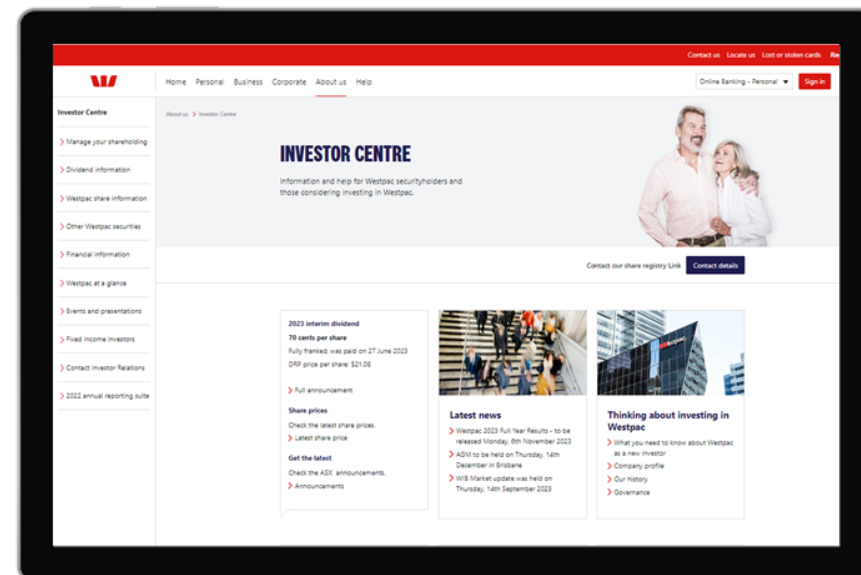 Contact us Locate us Lost or stolen cards
Home Personal Business Corporate About us Help
Online Banking - Personal
Sign in
Investor Centre
Manage your shareholding
Dividend information
Westpac share information
Other Westpac securities
Financial information
Westpac at a glance
Events and presentations
Fixed income investors
Contact Investor Relations
2022 annual reporting suite
About us Investor Centre
INVESTOR CENTRE
Information and help for Westpac securityholders and
those considering investing in Westpac.
Contact our share registry Link
Contact details
2023 interim dividend
70 cents per share
Fully franked, was paid on 27 June 2023
DRP price per share: $21.08
Full announcement
Share prices
Check the latest share prices.
Latest share price
Get the latest
Check the ASX announcements.
Announcements
Latest news
Westpac 2023 Full Year Results - to be
released Monday, 6th November 2023
AGM to be held on Thursday, 14th
December in Brisbane
WIB Market update was held on
Thursday, 14th September 2023
Westpac
Thinking about investing in
Westpac
What you need to know about Westpac
as a new investor
Company profile
Our history
Governance